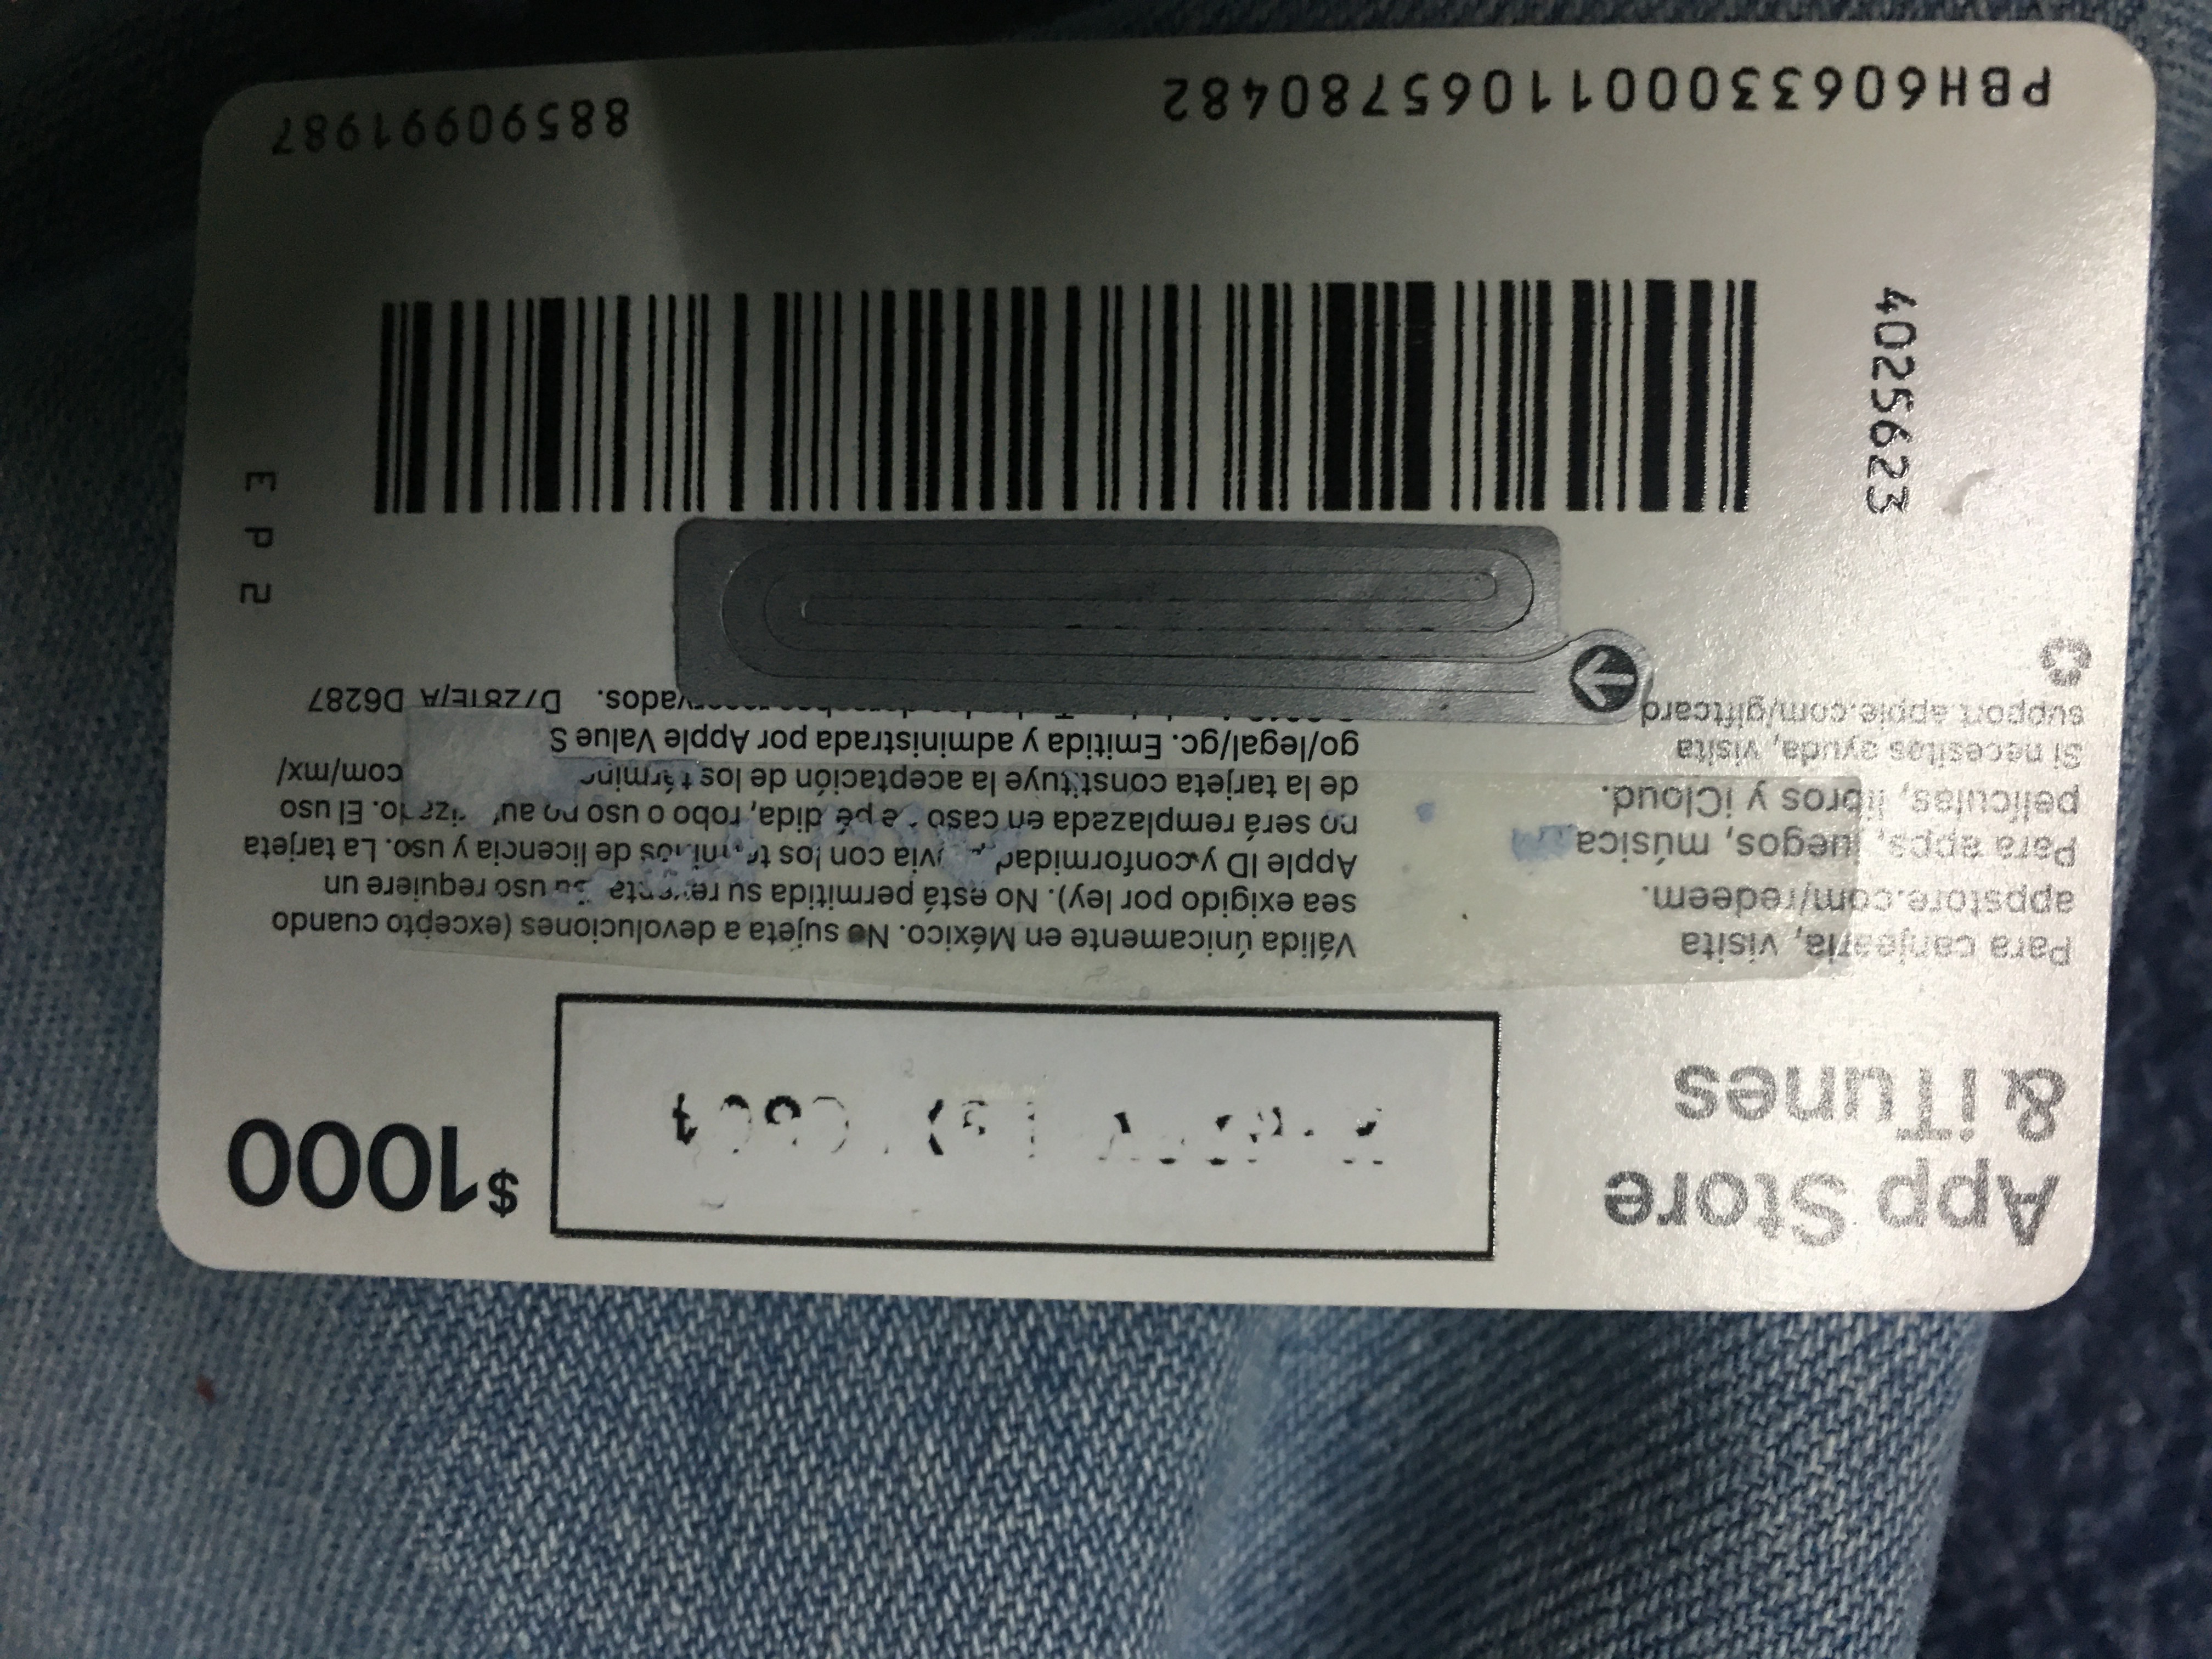 App Store
& iTunes
$1000
Para canjearla, visita
appstore.com/redeem.
Para apps, juegos, música
películas, libros y iCloud.
Si necesitas ayuda, visita
support.apple.com/giftcard
Válida únicamente en México. No sujeta a devoluciones (excepto cuando
sea exigido por ley). No está permitida su reventa. Su uso requiere un
Apple ID y conformidad previa con los términos de licencia y uso. La tarjeta
no será remplazada en caso de pérdida, robo o uso no autorizado. El uso
de la tarjeta constituye la aceptación de los com/mx/
go/legal/gc. Emitida y administrada por Apple Value S
D6287
4025623
EP2
PBH6063300011065780482
88590991987